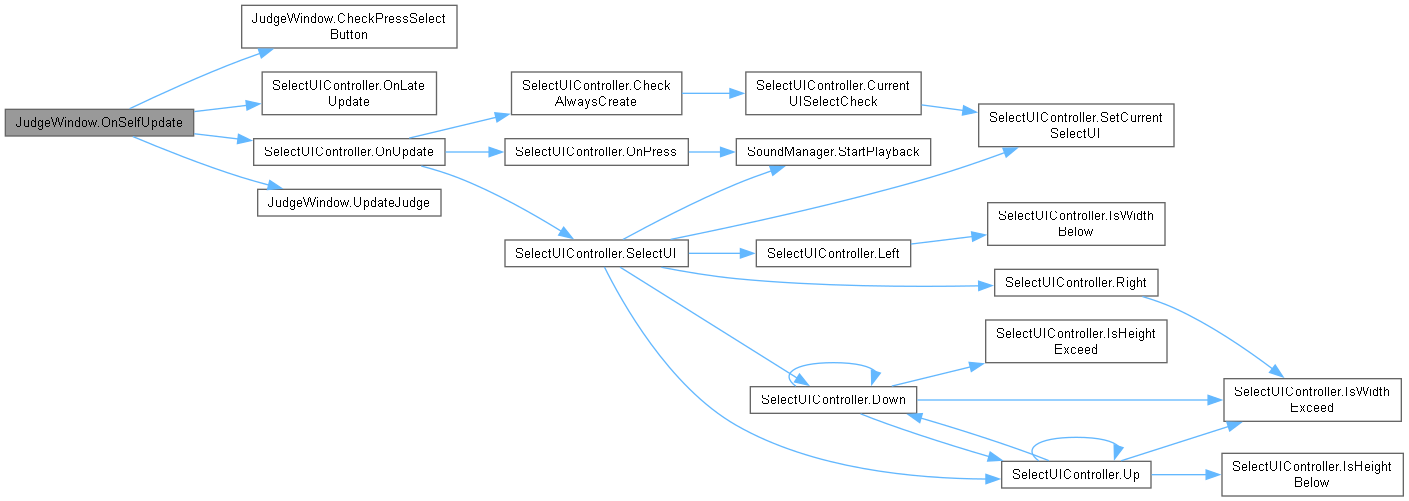 JudgeWindow.CheckPressSelect
Button
SelectUIController.OnLate
Update
SelectUIController.Check
AlwaysCreate
SelectUIController.Current
UISelectCheck
SelectUIController.SetCurrent
SelectUI
JudgeWindow.OnSelfUpdate
SelectUIController.OnUpdate
SelectUIController.OnPress
SoundManager.StartPlayback
JudgeWindow.UpdateJudge
SelectUIController.SelectUI
SelectUIController.Left
SelectUIController.IsWidth
Below
SelectUIController.Right
SelectUIController.IsHeight
Exceed
SelectUIController.Down
SelectUIController.IsWidth
Exceed
SelectUIController.Up
SelectUIController.IsHeight
Below